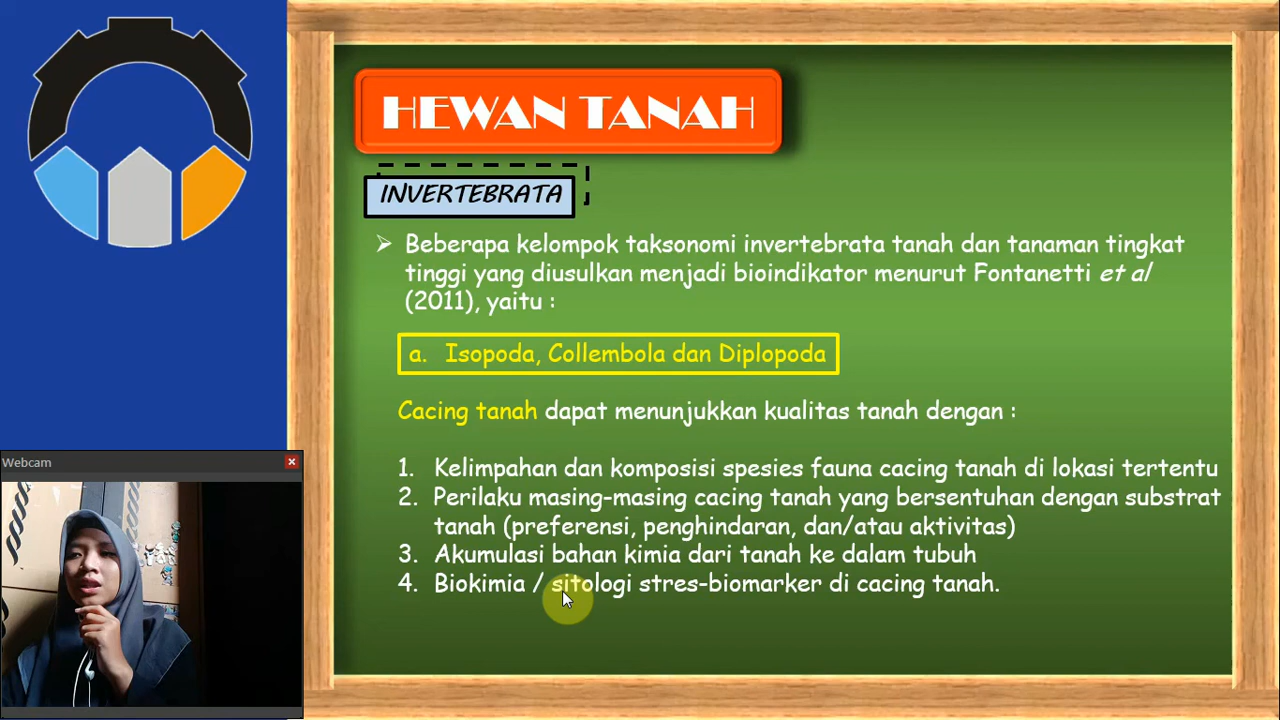 HEWAN TANAH
INVERTEBRATA
➢ Beberapa kelompok taksonomi invertebrata tanah dan tanaman tingkat
tinggi yang diusulkan menjadi bioindikator menurut Fontanetti et al
(2011), yaitu :
a. Isopoda, Collembola dan Diplopoda
Cacing tanah dapat menunjukkan kualitas tanah dengan :
1. Kelimpahan dan komposisi spesies fauna cacing tanah di lokasi tertentu
2. Perilaku masing-masing cacing tanah yang bersentuhan dengan substrat
tanah (preferensi, penghindaran, dan/atau aktivitas)
3. Akumulasi bahan kimia dari tanah ke dalam tubuh
4. Biokimia / sitologi stres-biomarker di cacing tanah.
Webcam